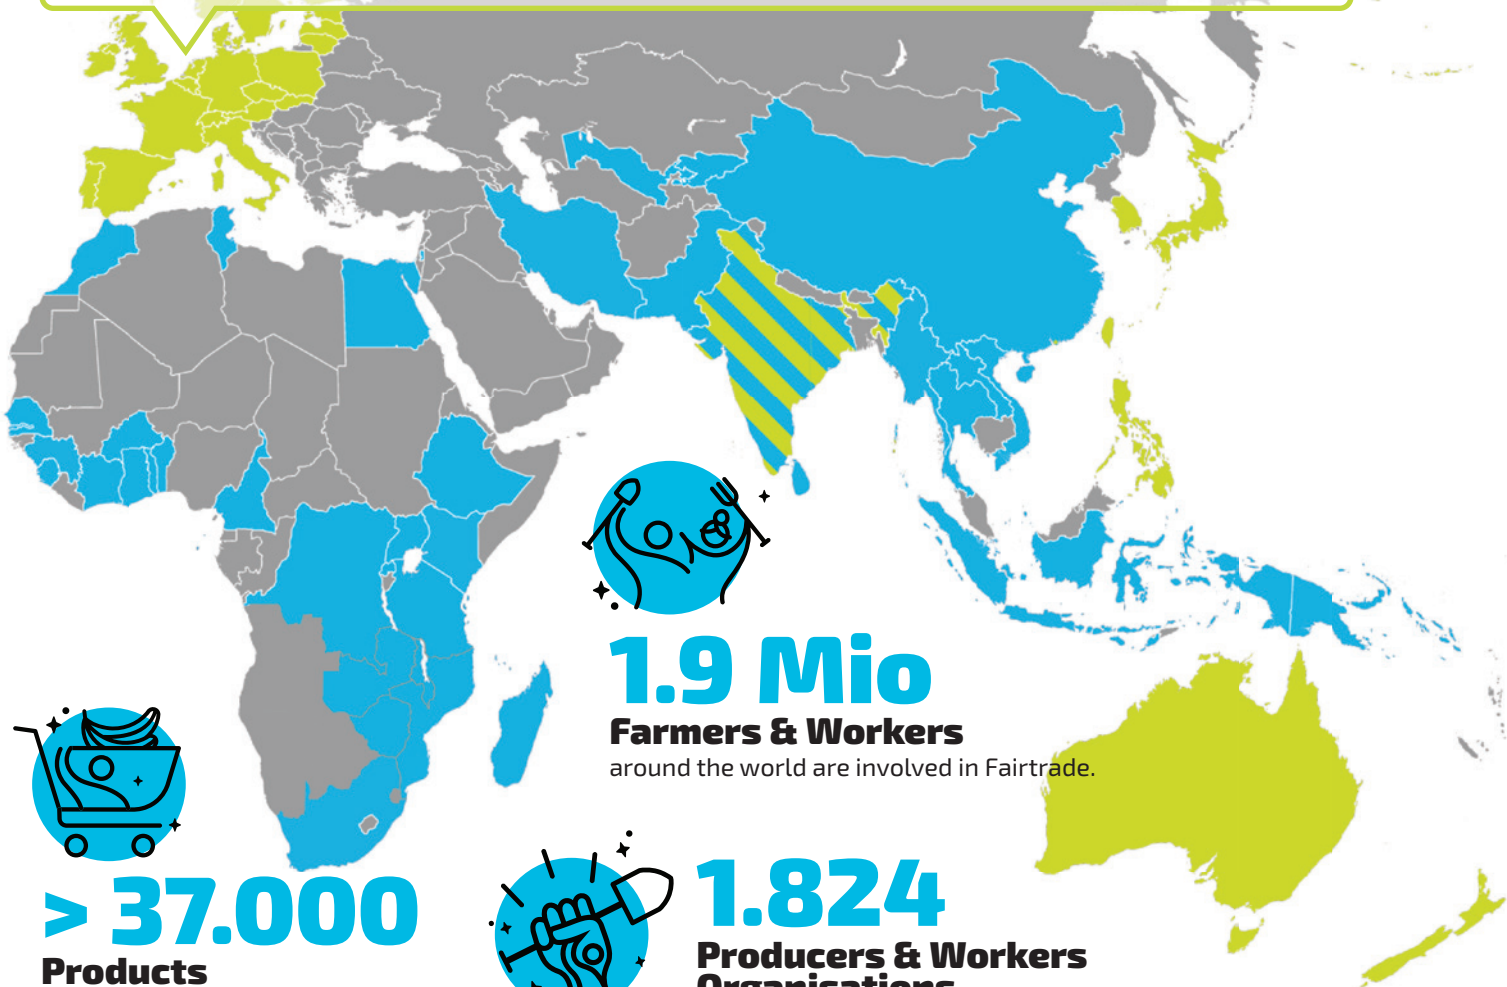 1.9 Mio
Farmers & Workers
around the world are involved in Fairtrade.
> 37.000
Products
1.824
Producers & Workers
Organisations